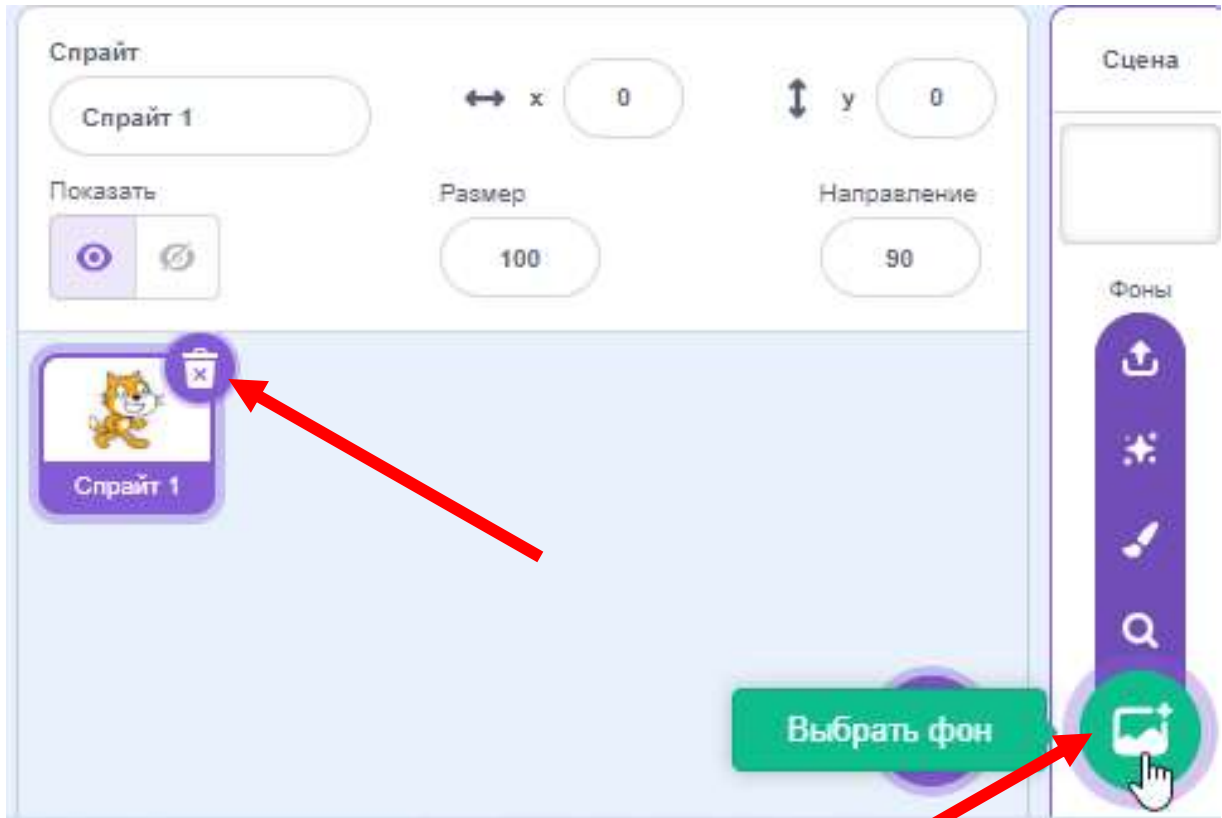 Спрайт
Спрайт 1
x 0
y 0
Показать
Размер
100
Направление
90
Спрайт 1
Сцена
Фоны
Выбрать фон